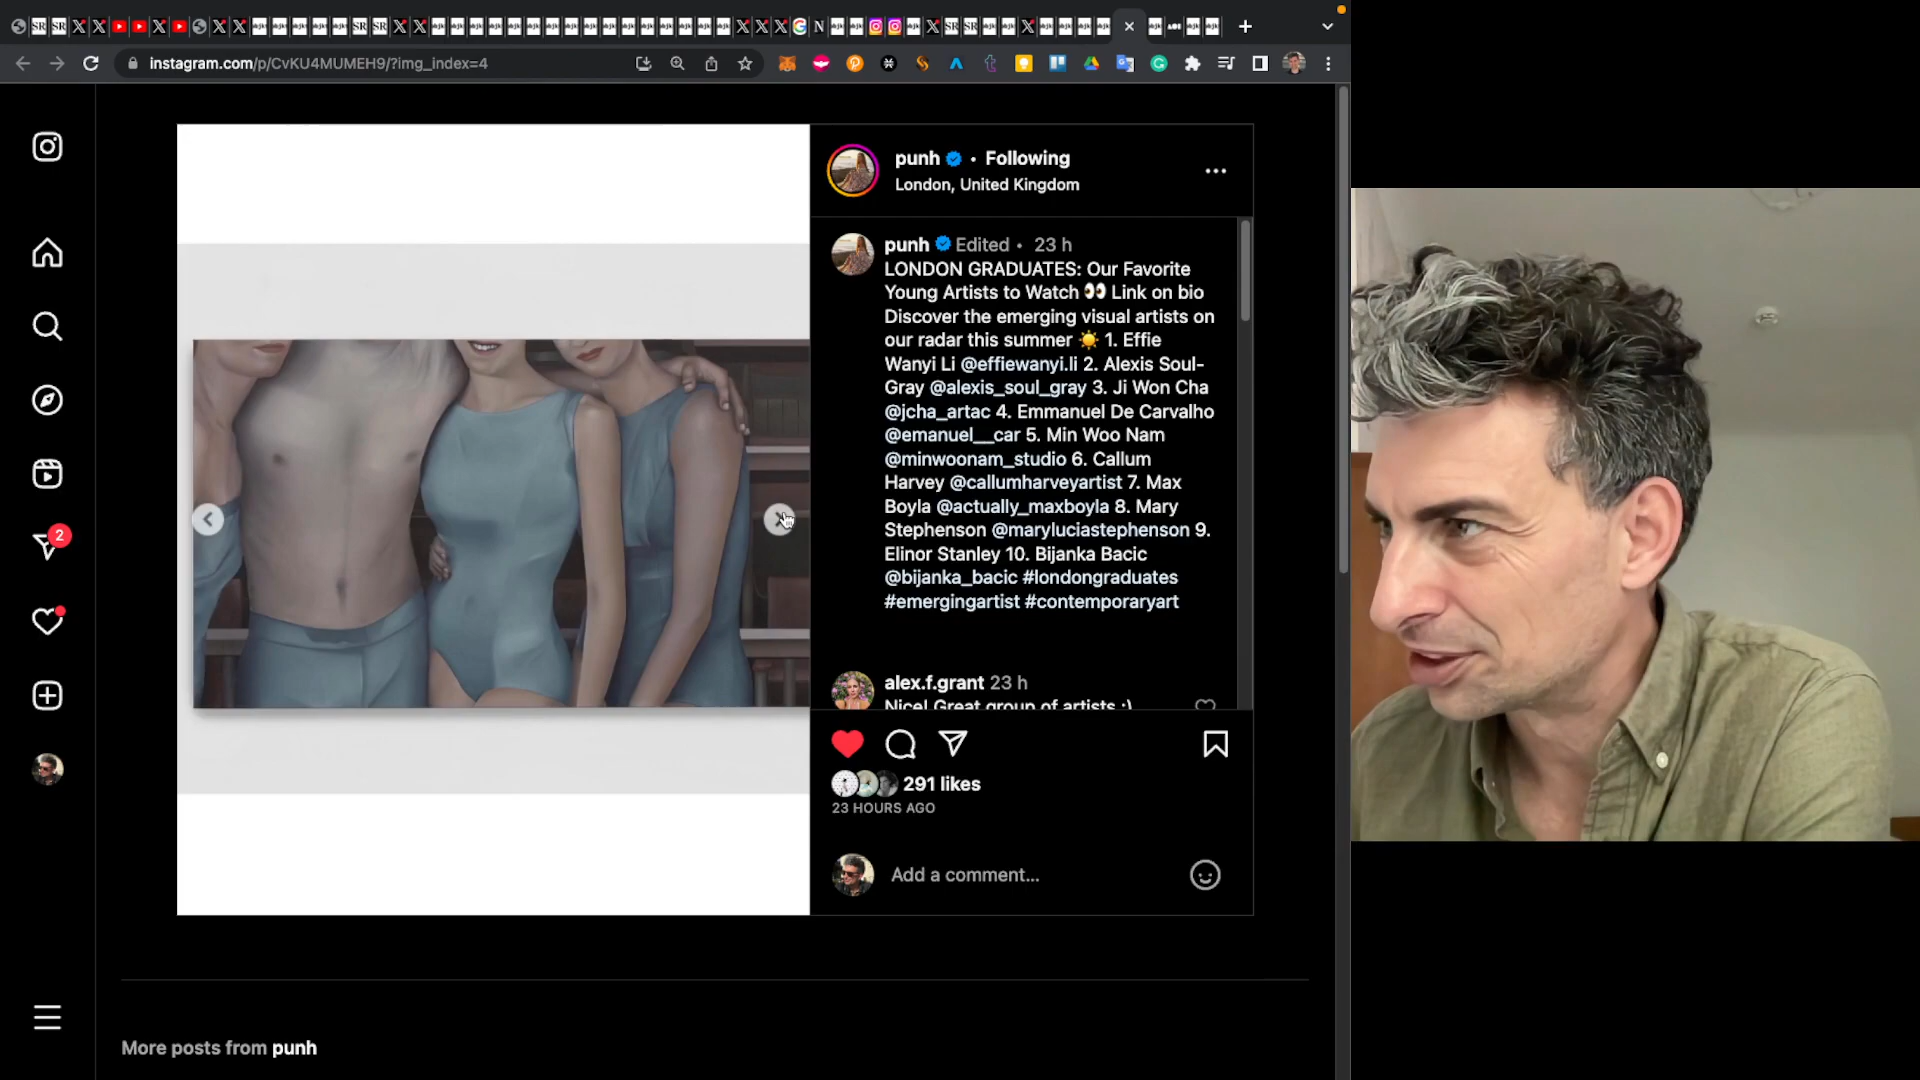 instagram.com/p/CvKU4MUMEH9/?img_index=4
2
punh • Following
London, United Kingdom
punh Edited • 23 h
LONDON GRADUATES: Our Favorite
Young Artists to Watch 👀 Link on bio
Discover the emerging visual artists on
our radar this summer ☀️ 1. Effie
Wanyi Li @effiewanyi.li 2. Alexis Soul-
Gray @alexis_soul_gray 3. Ji Won Cha
@jcha_artac 4. Emmanuel De Carvalho
@emanuel__car 5. Min Woo Nam
@minwoonam_studio 6. Callum
Harvey @callumharveyartist 7. Max
Boyla @actually_maxboyla 8. Mary
Stephenson @maryluciastephenson 9.
Elinor Stanley 10. Bijanka Bacic
@bijanka_bacic #londongraduates
#emergingartist #contemporaryart
alex.f.grant 23 h
Nice! Great group of artists :)
291 likes
23 HOURS AGO
Add a comment...
More posts from punh